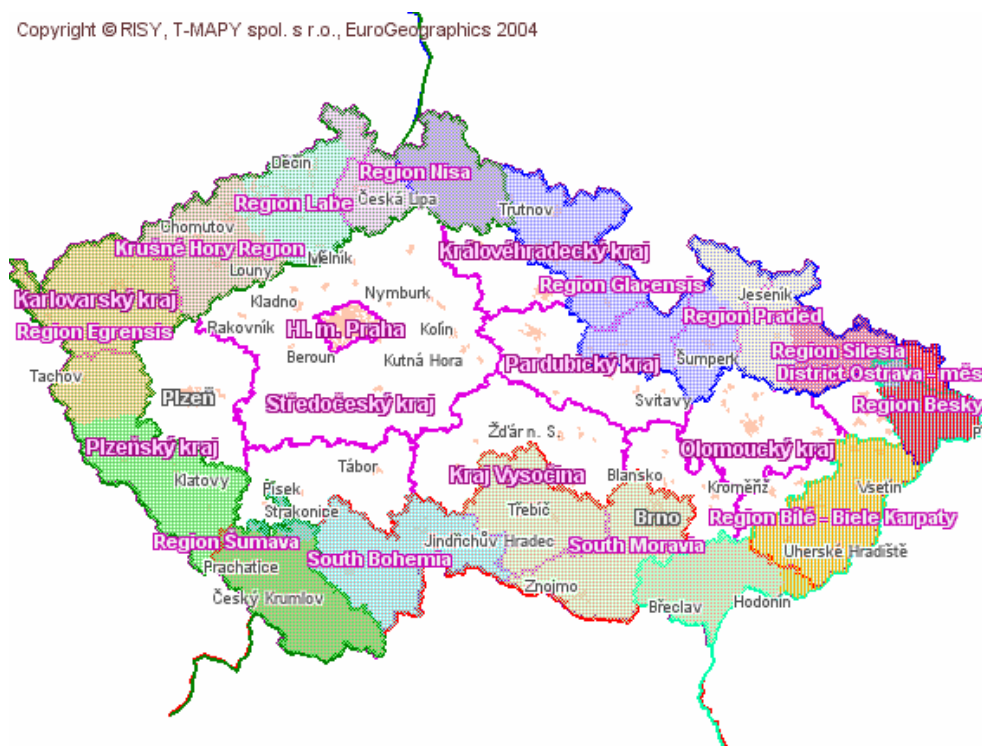 Copyright © RISY, T-MAPY spol. s r.o., EuroGeographics 2004
Děčín
Region Nisa
Region Labe
Česká Lipa
Trutnov
Chomutov
Krušné Hory Region
Louny
Mělník
Královéhradecký kraj
Karlovarský kraj
Kladno
Nymburk
Region Glacensis
Jeseník
Region Egrensis
Rakovník
Hl. m. Praha
Kolín
Region Praděd
Beroun
Kutná Hora
Pardubický kraj
Šumperk
Region Silesia
District Ostrava - měs
Tachov
Plzeň
Středočeský kraj
Svitavy
Region Besky
Plzeňský kraj
Žďár n. S.
Olomoucký kraj
Klatovy
Tábor
Kraj Vysočina
Blansko
Kroměříž
Vsetín
Písek
Strakonice
Třebíč
Brno
Region Bílé - Biele Karpaty
Region Šumava
South Bohemia
Jindřichův Hradec
South Moravia
Uherské Hradiště
Prachatice
Český Krumlov
Znojmo
Břeclav
Hodonín